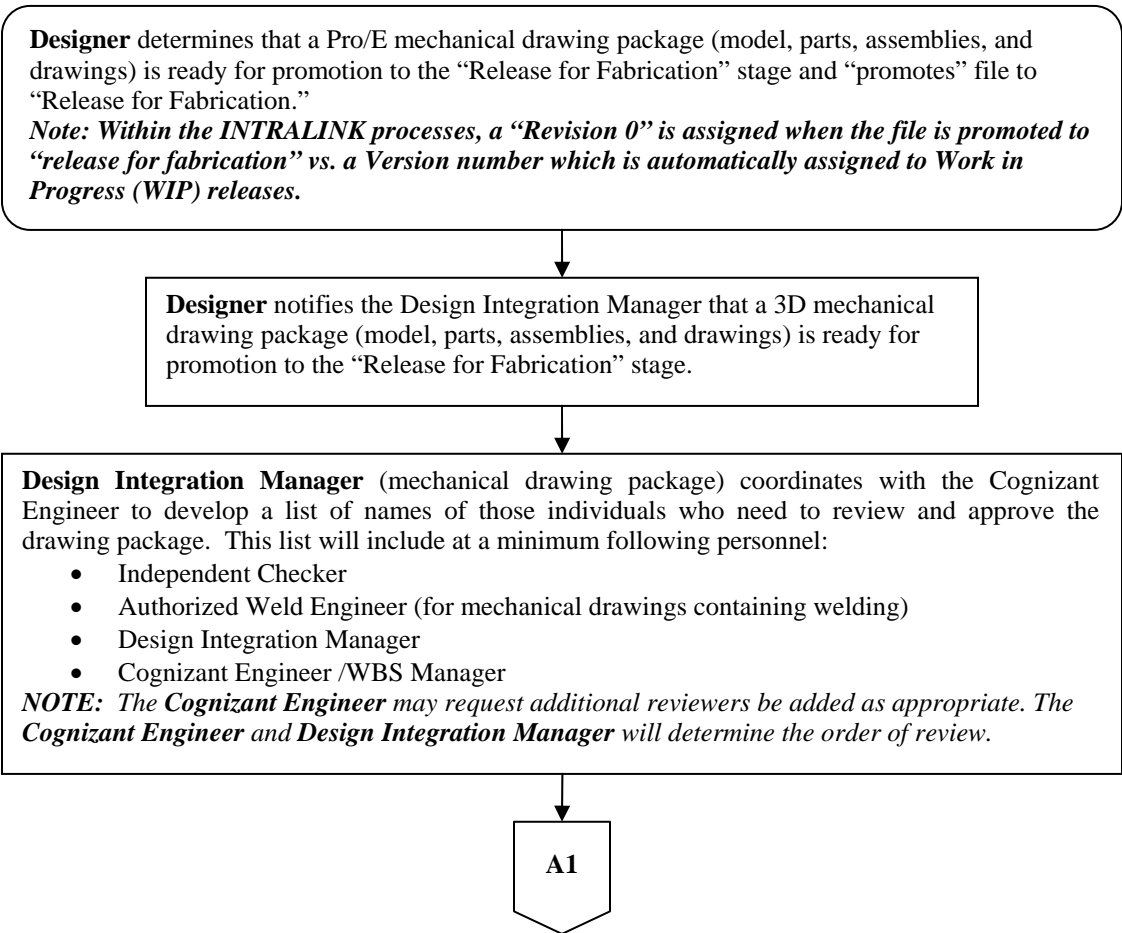 Designer determines that a Pro/E mechanical drawing package (model, parts, assemblies, and
drawings) is ready for promotion to the “Release for Fabrication” stage and “promotes” file to
“Release for Fabrication.”
Note: Within the INTRALINK processes, a “Revision 0” is assigned when the file is promoted to
“release for fabrication” vs. a Version number which is automatically assigned to Work in
Progress (WIP) releases.
Designer notifies the Design Integration Manager that a 3D mechanical
drawing package (model, parts, assemblies, and drawings) is ready for
promotion to the “Release for Fabrication” stage.
Design Integration Manager (mechanical drawing package) coordinates with the Cognizant
Engineer to develop a list of names of those individuals who need to review and approve the
drawing package. This list will include at a minimum following personnel:
• Independent Checker
• Authorized Weld Engineer (for mechanical drawings containing welding)
• Design Integration Manager
• Cognizant Engineer /WBS Manager
NOTE: The Cognizant Engineer may request additional reviewers be added as appropriate. The
Cognizant Engineer and Design Integration Manager will determine the order of review.
A1